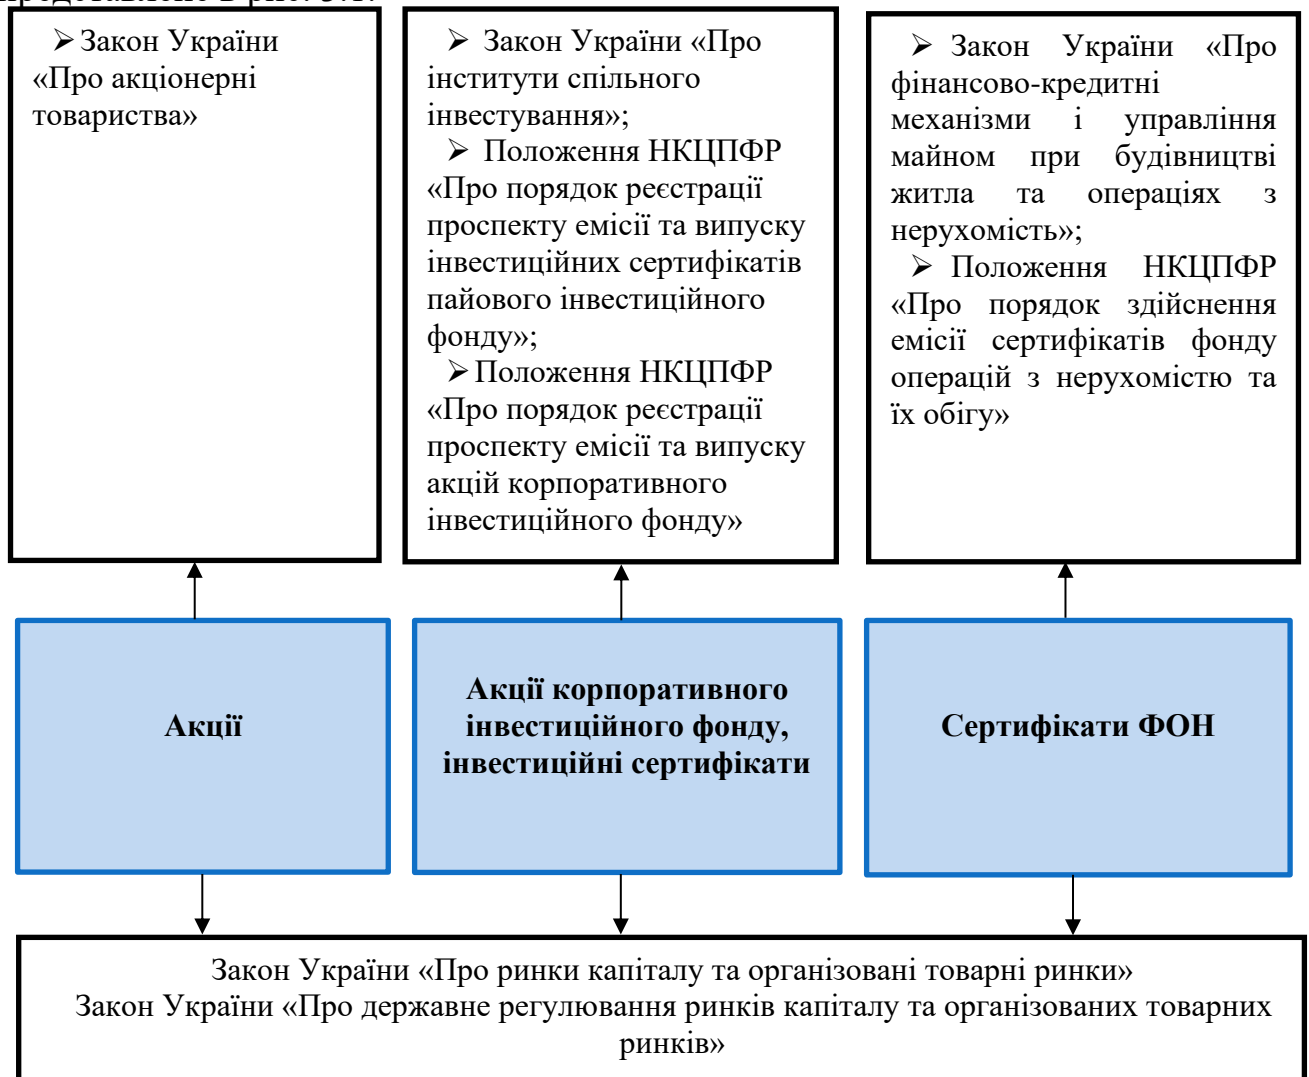 представлено в рис. 3.1.
➢ Закон України
«Про акціонерні
товариства»
➢ Закон України «Про
інститути спільного
інвестування»;
➢ Положення НКЦПФР
«Про порядок реєстрації
проспекту емісії та випуску
інвестиційних сертифікатів
пайового інвестиційного
фонду»;
➢ Положення НКЦПФР
«Про порядок реєстрації
проспекту емісії та випуску
акцій корпоративного
інвестиційного фонду»
➢ Закон України «Про
фінансово-кредитні
механізми і управління
майном при будівництві
житла та операціях з
нерухомість»;
➢ Положення НКЦПФР
«Про порядок здійснення
емісії сертифікатів фонду
операцій з нерухомістю та
їх обігу»
Акції
Акції корпоративного
інвестиційного фонду,
інвестиційні сертифікати
Сертифікати ФОН
Закон України «Про ринки капіталу та організовані товарні ринки»
Закон України «Про державне регулювання ринків капіталу та організованих товарних
ринків»